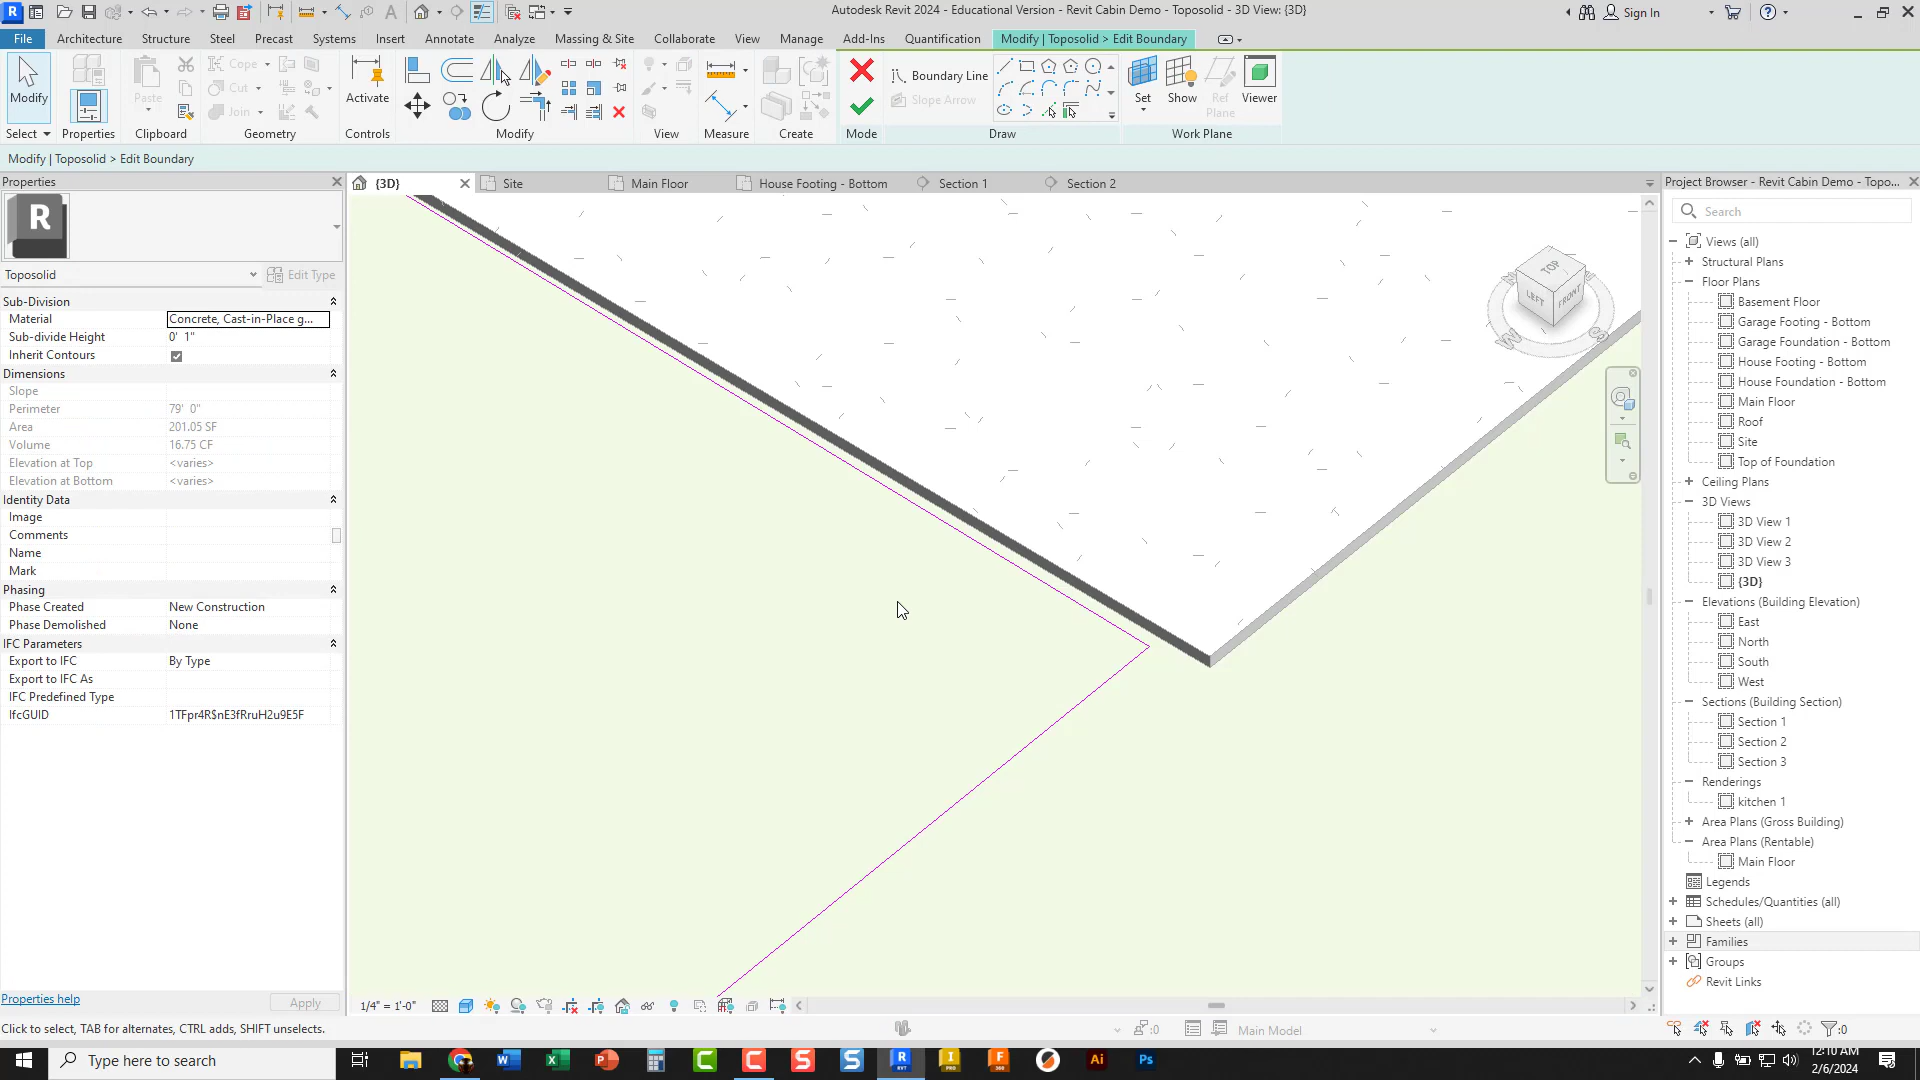 Autodesk Revit 2024 - Educational Version - Revit Cabin Demo - Toposolid - 3D View: {3D}
Sign In
File Architecture Structure Steel Precast Systems Insert Annotate Analyze Massing & Site Collaborate View Manage Add-Ins Quantification Modify | Toposolid > Edit Boundary
Modify
Paste
Cope
Cut
Join
Activate
Boundary Line
Slope Arrow
Set
Show
Ref Plane
Viewer
Select Properties Clipboard Geometry Controls Modify View Measure Create Mode Draw Work Plane
Modify | Toposolid > Edit Boundary
Properties
R
Toposolid
Edit Type
Sub-Division
Material Concrete, Cast-in-Place g...
Sub-divide Height 0' 1"
Inherit Contours
Dimensions
Slope
Perimeter 79' 0"
Area 201.05 SF
Volume 16.75 CF
Elevation at Top <varies>
Elevation at Bottom <varies>
Identity Data
Image
Comments
Name
Mark
Phasing
Phase Created New Construction
Phase Demolished None
IFC Parameters
Export to IFC By Type
Export to IFC As
IFC Predefined Type
IfcGUID 1TFpr4R$nE3fRruH2u9E5F
Properties help
Apply
{3D} Site Main Floor House Footing - Bottom Section 1 Section 2
TOP
LEFT
FRONT
W
S
1/4" = 1'-0"
Project Browser - Revit Cabin Demo - Topo...
Search
Views (all)
Structural Plans
Floor Plans
Basement Floor
Garage Footing - Bottom
Garage Foundation - Bottom
House Footing - Bottom
House Foundation - Bottom
Main Floor
Roof
Site
Top of Foundation
Ceiling Plans
3D Views
3D View 1
3D View 2
3D View 3
{3D}
Elevations (Building Elevation)
East
North
South
West
Sections (Building Section)
Section 1
Section 2
Section 3
Renderings
kitchen 1
Area Plans (Gross Building)
Area Plans (Rentable)
Main Floor
Legends
Schedules/Quantities (all)
Sheets (all)
Families
Groups
Revit Links
Click to select, TAB for alternates, CTRL adds, SHIFT unselects.
:0
Main Model
:0
Type here to search
12:10 AM
2/6/2024